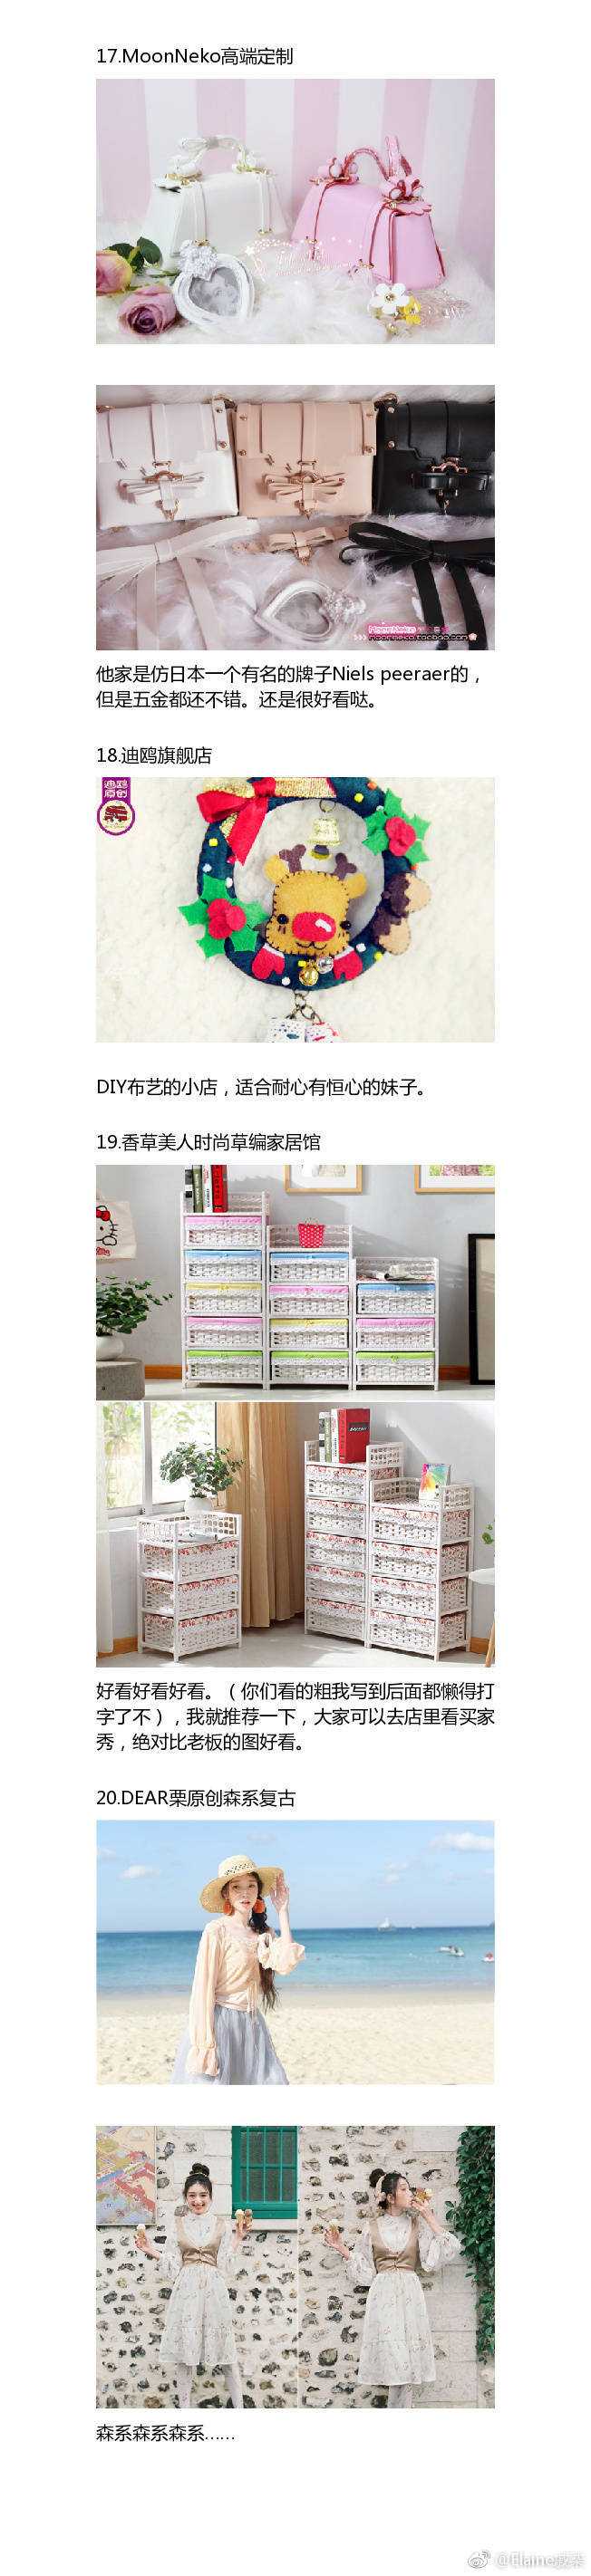 17.MoonNeko高端定制
MoonNeko
moonneko.taobao.com
他家是仿日本一个有名的牌子Niels peeraer的，
但是五金都还不错。还是很好看哒。
18.迪鸥旗舰店
迪鸥
原创
DIY布艺的小店，适合耐心有恒心的妹子。
19.香草美人时尚草编家居馆
好看好看好看。（你们看的粗我写到后面都懒得打
字了不），我就推荐一下，大家可以去店里看买家
秀，绝对比老板的图好看。
20.DEAR栗原创森系复古
森系森系森系……